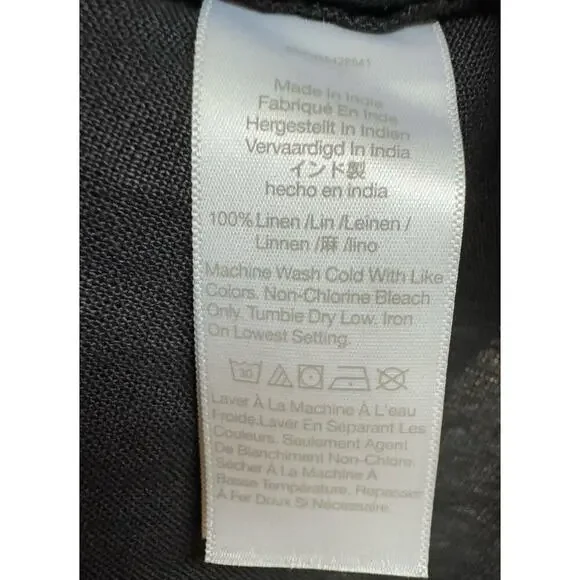 Made In India
Fabriqué En Inde
Hergestellt In Indien
Vervaardigd In India
インド製
hecho en india
100% Linen /Lin /Leinen /
Linnen /麻 /lino
Machine Wash Cold With Like
Colors. Non-Chlorine Bleach
Only. Tumble Dry Low. Iron
On Lowest Setting.
30
Laver À La Machine À L'eau
Froide.Laver En Separant Les
Couleurs. Seulement Agent
De Blanchiment Non-Chlore.
Sécher À La Machine À
Basse Température. Repasser
À Fer Doux Si Nécessaire.